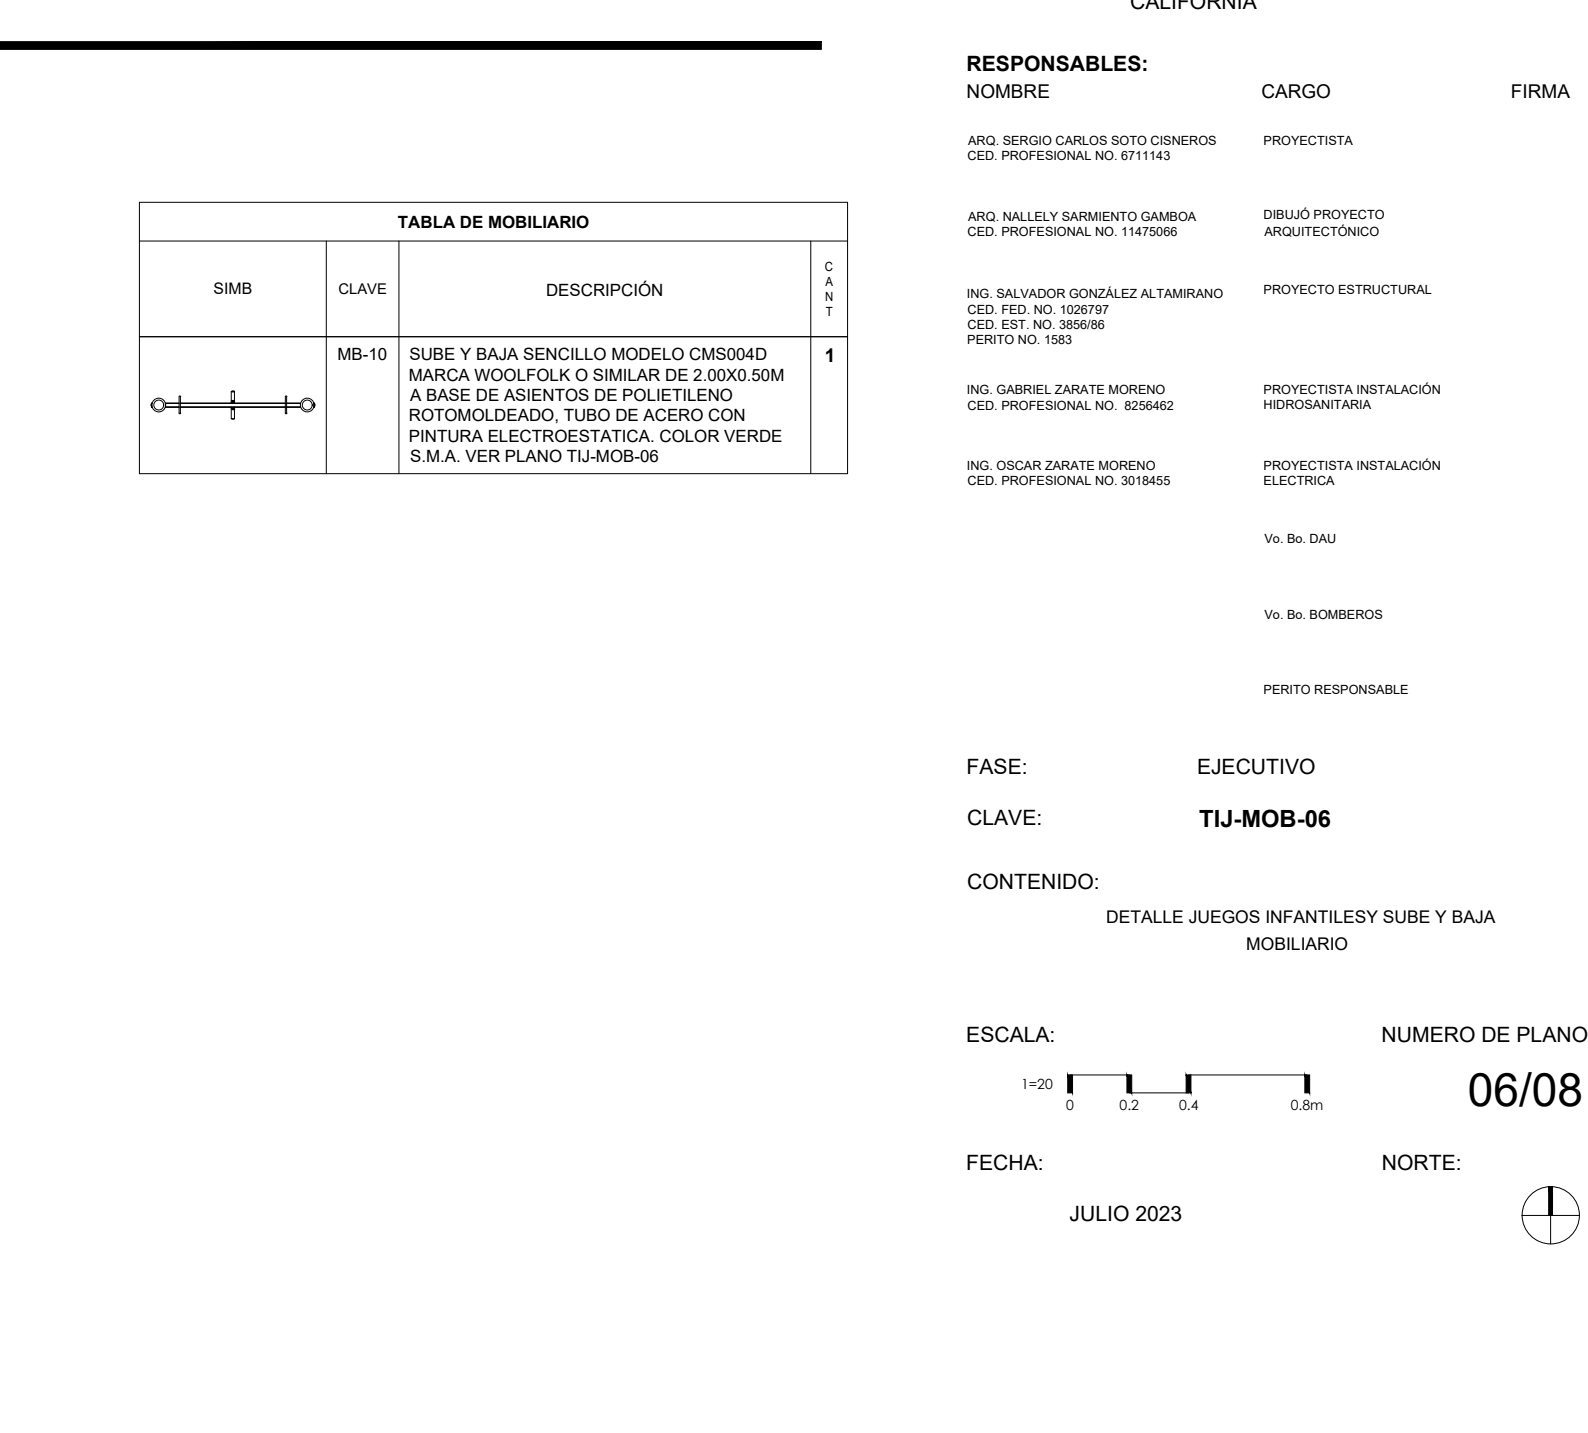 CALIFORNIA
RESPONSABLES:
NOMBRE CARGO FIRMA
ARQ. SERGIO CARLOS SOTO CISNEROS PROYECTISTA
CED. PROFESIONAL NO. 6711143
ARQ. NALLELY SARMIENTO GAMBOA DIBUJÓ PROYECTO
CED. PROFESIONAL NO. 11475066 ARQUITECTÓNICO
ING. SALVADOR GONZÁLEZ ALTAMIRANO PROYECTO ESTRUCTURAL
CED. FED. NO. 1026797
CED. EST. NO. 3856/86
PERITO NO. 1583
ING. GABRIEL ZARATE MORENO PROYECTISTA INSTALACIÓN
CED. PROFESIONAL NO. 8256462 HIDROSANITARIA
ING. OSCAR ZARATE MORENO PROYECTISTA INSTALACIÓN
CED. PROFESIONAL NO. 3018455 ELECTRICA
Vo. Bo. DAU
Vo. Bo. BOMBEROS
PERITO RESPONSABLE
TABLA DE MOBILIARIO
SIMB CLAVE DESCRIPCIÓN CANT
MB-10 SUBE Y BAJA SENCILLO MODELO CMS004D 1
MARCA WOOLFOLK O SIMILAR DE 2.00X0.50M
A BASE DE ASIENTOS DE POLIETILENO
ROTOMOLDEADO, TUBO DE ACERO CON
PINTURA ELECTROESTATICA. COLOR VERDE
S.M.A. VER PLANO TIJ-MOB-06
FASE: EJECUTIVO
CLAVE: TIJ-MOB-06
CONTENIDO:
DETALLE JUEGOS INFANTILESY SUBE Y BAJA
MOBILIARIO
ESCALA: NUMERO DE PLANO
1=20 06/08
0 0.2 0.4 0.8m
FECHA: NORTE:
JULIO 2023